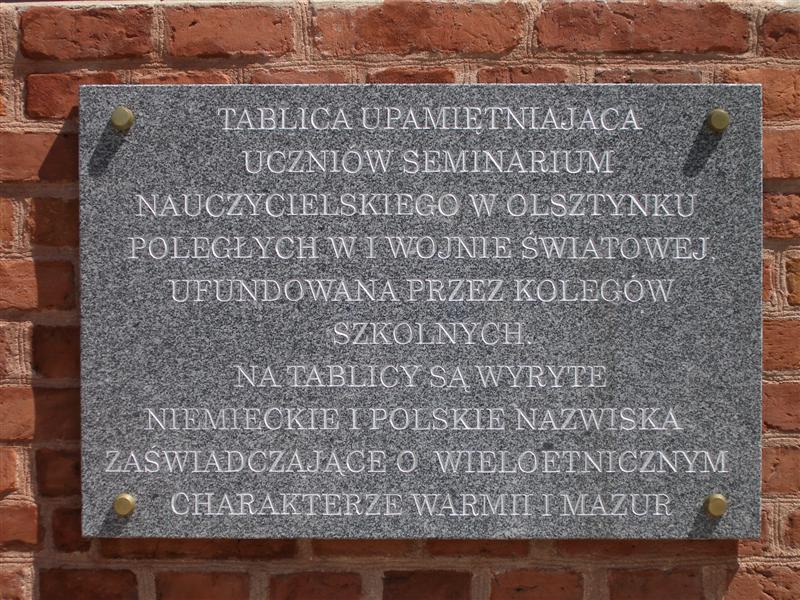 TABLICA UPAMIĘTNIAJACA
UCZNIÓW SEMINARIUM
NAUCZYCIELSKIEGO W OLSZTYNKU
POLEGŁYCH W I WOJNIE ŚWIATOWEJ.
UFUNDOWANA PRZEZ KOLEGÓW
SZKOLNYCH.
NA TABLICY SĄ WYRYTE
NIEMIECKIE I POLSKIE NAZWISKA
ZAŚWIADCZAJĄCE O WIELOETNICZNYM
CHARAKTERZE WARMII I MAZUR